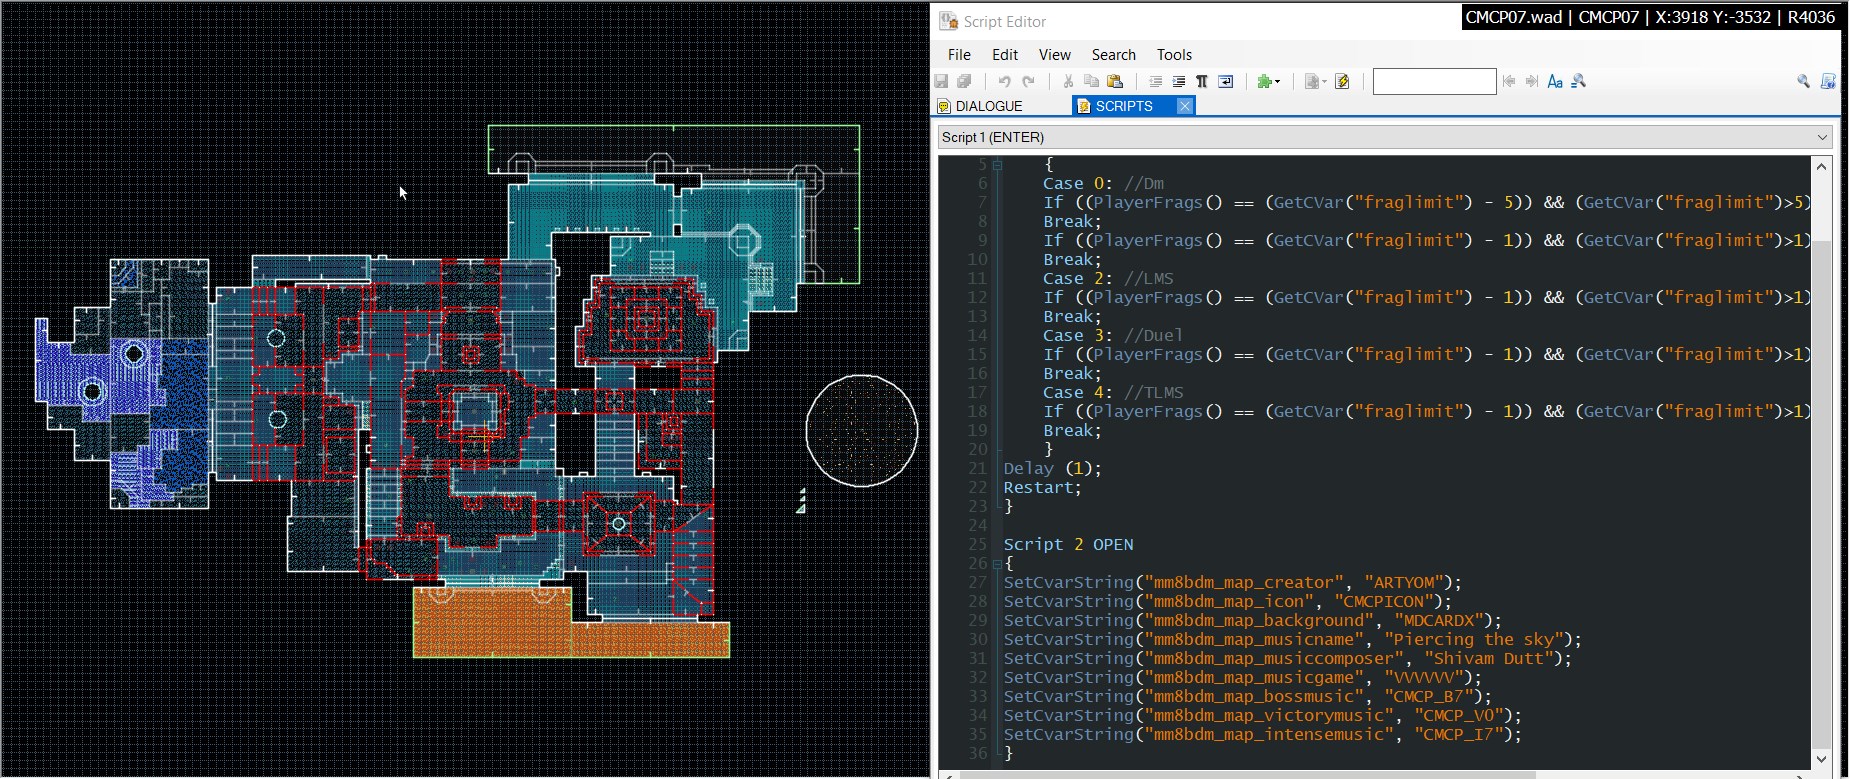 Script Editor
CMCP07.wad | CMCP07 | X:3918 Y:-3532 | R4036
File Edit View Search Tools
DIALOGUE SCRIPTS
Script 1 (ENTER)
5 {
6 Case 0: //Dm
7 If ((PlayerFrags() == (GetCVar("fraglimit") - 5)) && (GetCVar("fraglimit")>5)
8 Break;
9 If ((PlayerFrags() == (GetCVar("fraglimit") - 1)) && (GetCVar("fraglimit")>1)
10 Break;
11 Case 2: //LMS
12 If ((PlayerFrags() == (GetCVar("fraglimit") - 1)) && (GetCVar("fraglimit")>1)
13 Break;
14 Case 3: //Duel
15 If ((PlayerFrags() == (GetCVar("fraglimit") - 1)) && (GetCVar("fraglimit")>1)
16 Break;
17 Case 4: //TLMS
18 If ((PlayerFrags() == (GetCVar("fraglimit") - 1)) && (GetCVar("fraglimit")>1)
19 Break;
20 }
21 Delay (1);
22 Restart;
23 }
24
25 Script 2 OPEN
26 {
27 SetCvarString("mm8bdm_map_creator", "ARTYOM");
28 SetCvarString("mm8bdm_map_icon", "CMCPICON");
29 SetCvarString("mm8bdm_map_background", "MDCARDX");
30 SetCvarString("mm8bdm_map_musicname", "Piercing the sky");
31 SetCvarString("mm8bdm_map_musiccomposer", "Shivam Dutt");
32 SetCvarString("mm8bdm_map_musicgame", "VVVVVV");
33 SetCvarString("mm8bdm_map_bossmusic", "CMCP_B7");
34 SetCvarString("mm8bdm_map_victorymusic", "CMCP_V0");
35 SetCvarString("mm8bdm_map_intensemusic", "CMCP_I7");
36 }